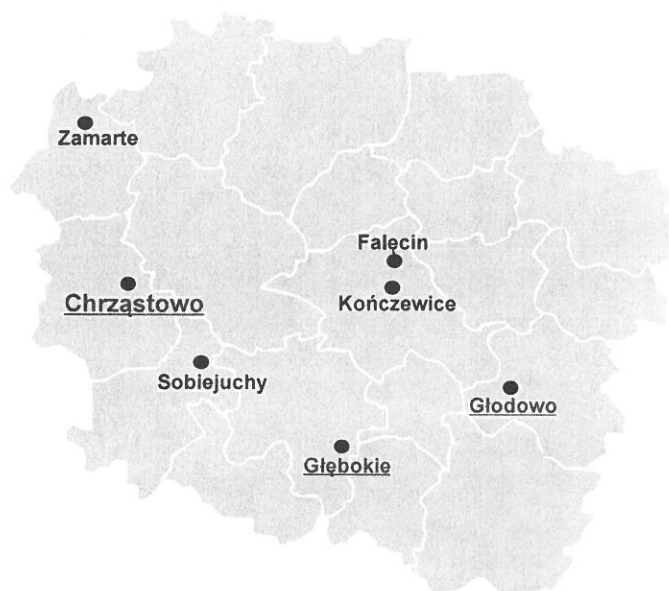 Zamarte
Falęcin
Chrząstowo
Kończewice
Sobiejuchy
Głodowo
Głębokie